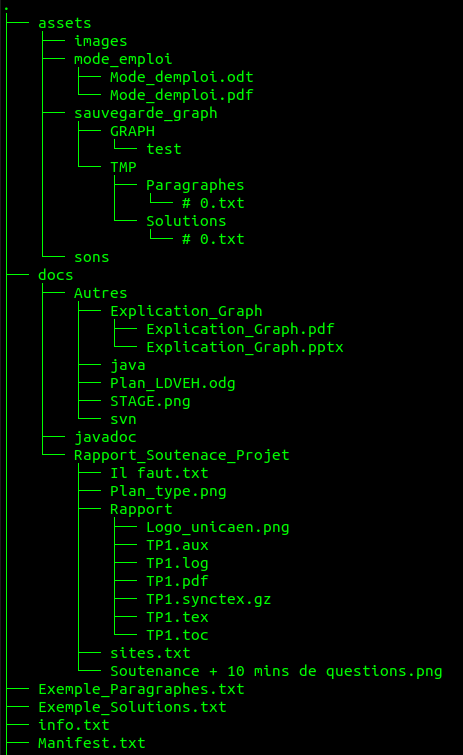 .
├── assets
│   ├── images
│   ├── mode_emploi
│   │   ├── Mode_demploi.odt
│   │   └── Mode_demploi.pdf
│   ├── sauvegarde_graph
│   │   ├── GRAPH
│   │   │   └── test
│   │   └── TMP
│   │       ├── Paragraphes
│   │       │   └── # 0.txt
│   │       └── Solutions
│   │           └── # 0.txt
│   └── sons
├── docs
│   ├── Autres
│   │   ├── Explication_Graph
│   │   │   ├── Explication_Graph.pdf
│   │   │   └── Explication_Graph.pptx
│   │   ├── java
│   │   ├── Plan_LDVEH.odg
│   │   ├── STAGE.png
│   │   └── svn
│   ├── javadoc
│   └── Rapport_Soutenace_Projet
│       ├── Il faut.txt
│       ├── Plan_type.png
│       ├── Rapport
│       │   ├── Logo_unicaen.png
│       │   ├── TP1.aux
│       │   ├── TP1.log
│       │   ├── TP1.pdf
│       │   ├── TP1.synctex.gz
│       │   ├── TP1.tex
│       │   └── TP1.toc
│       ├── sites.txt
│       └── Soutenance + 10 mins de questions.png
├── Exemple_Paragraphes.txt
├── Exemple_Solutions.txt
├── info.txt
├── Manifest.txt